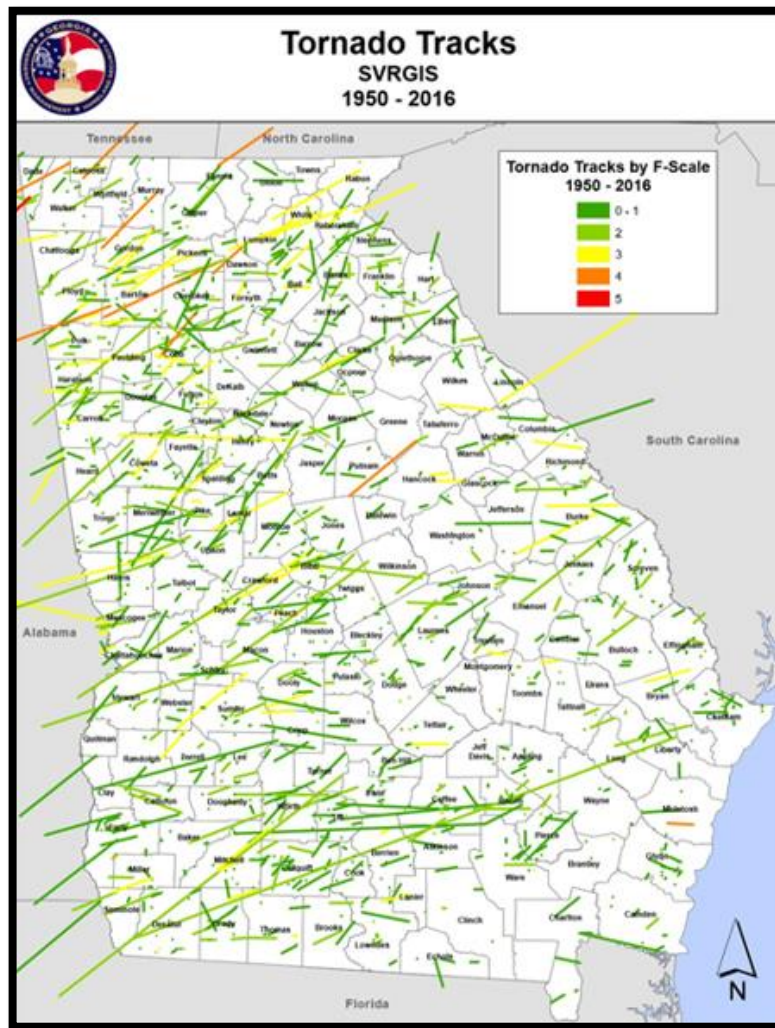 Tornado Tracks
SVRGIS
1950 - 2016
GEORGIA
Tennessee
North Carolina
Tornado Tracks by F-Scale
1950 - 2016
0 - 1
2
3
4
5
Dade
Catoosa
Whitfield
Murray
Towns
Rabun
Walker
Gilmer
White
Habersham
Lumpkin
Stephens
Chattooga
Gordon
Pickens
Dawson
Banks
Franklin
Hart
Floyd
Bartow
Cherokee
Forsyth
Hall
Jackson
Madison
Elbert
Polk
Paulding
Cobb
Gwinnett
Barrow
Clarke
Oglethorpe
Wilkes
Lincoln
Haralson
Douglas
Fulton
DeKalb
Walton
Oconee
Carroll
Clayton
Rockdale
Newton
Morgan
Greene
Taliaferro
McDuffie
Columbia
South Carolina
Heard
Coweta
Fayette
Henry
Spalding
Butts
Jasper
Putnam
Hancock
Warren
Glascock
Richmond
Troup
Meriwether
Pike
Lamar
Monroe
Jones
Baldwin
Washington
Jefferson
Burke
Upson
Harris
Talbot
Crawford
Bibb
Wilkinson
Johnson
Jenkins
Screven
Muscogee
Taylor
Peach
Twiggs
Emanuel
Alabama
Houston
Bleckley
Laurens
Bulloch
Effingham
Chattahoochee
Marion
Macon
Schley
Dooly
Pulaski
Dodge
Montgomery
Wheeler
Toombs
Tattnall
Evans
Bryan
Chatham
Stewart
Webster
Sumter
Wilcox
Telfair
Quitman
Randolph
Terrell
Lee
Crisp
Turner
Ben Hill
Jeff
Davis
Appling
Long
Liberty
Clay
Calhoun
Dougherty
Worth
Tift
Irwin
Coffee
Bacon
Wayne
McIntosh
Early
Baker
Mitchell
Colquitt
Berrien
Atkinson
Pierce
Miller
Cook
Lanier
Ware
Brantley
Glynn
Seminole
Decatur
Grady
Thomas
Brooks
Lowndes
Clinch
Echols
Charlton
Camden
Florida
N